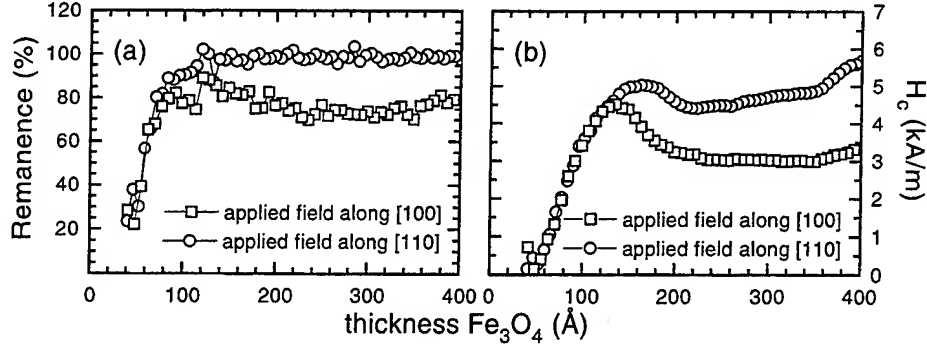 Remanence (%)
120
100
80
60
40
20
(a)
applied field along [100]
applied field along [110]
0 100 200 300 400
(b)
applied field along [100]
applied field along [110]
0 100 200 300 400
7
6
5
4
3
2
1
0
H_c (kA/m)
thickness Fe₃O₄ (Å)